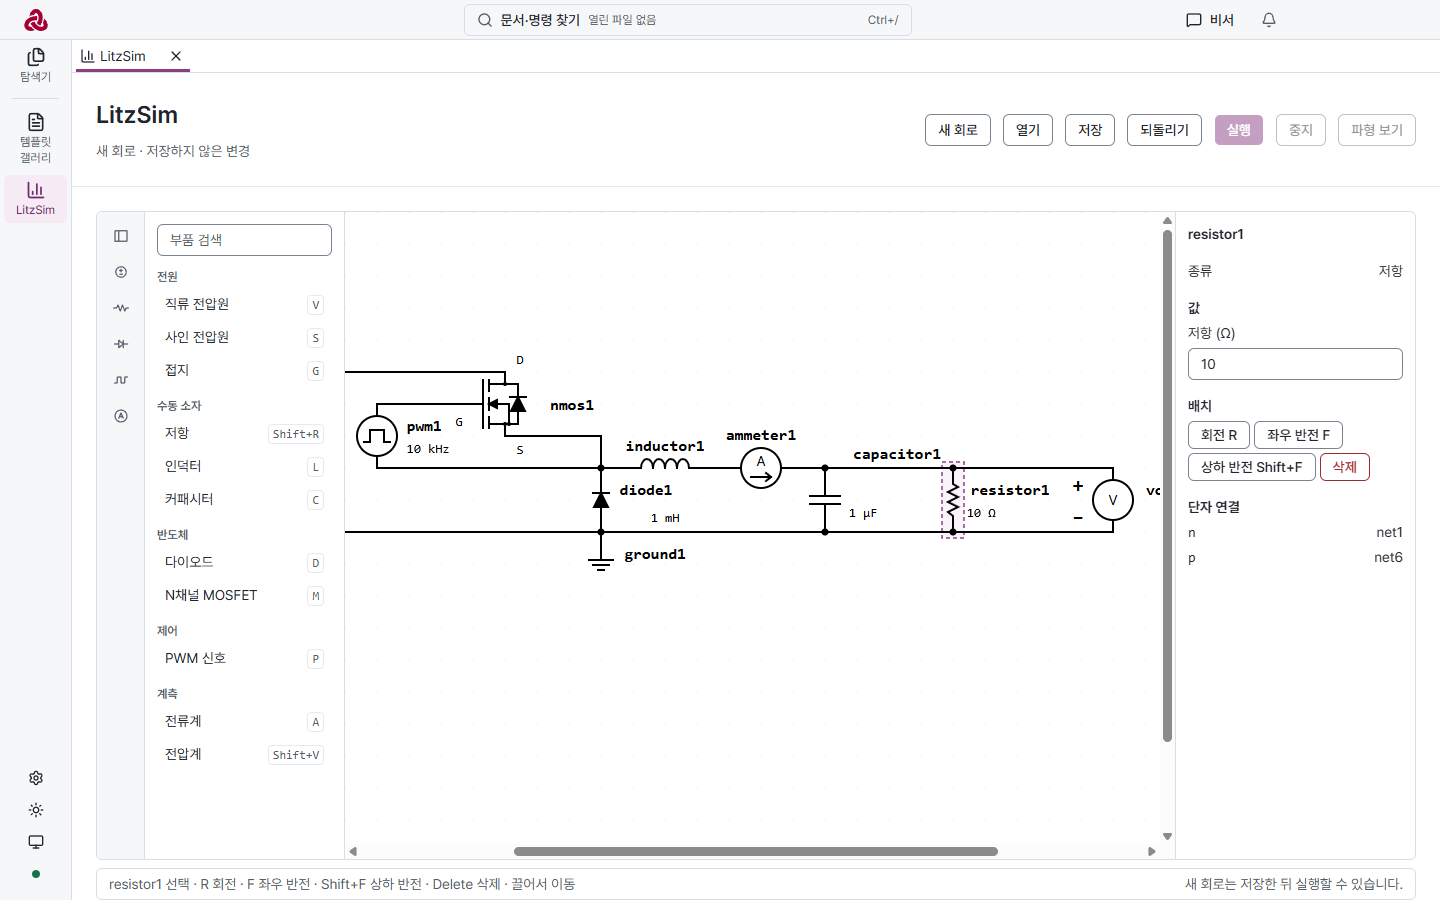 문서·명령 찾기 열린 파일 없음 Ctrl+/
비서
탐색기
템플릿
갤러리
LitzSim
LitzSim
LitzSim
새 회로 · 저장하지 않은 변경
새 회로 열기 저장 되돌리기 실행 중지 파형 보기
부품 검색
전원
직류 전압원 V
사인 전압원 S
접지 G
수동 소자
저항 Shift+R
인덕터 L
커패시터 C
반도체
다이오드 D
N채널 MOSFET M
제어
PWM 신호 P
계측
전류계 A
전압계 Shift+V
D
nmos1
pwm1 G
10 kHz
S
inductor1
ammeter1
A
capacitor1
diode1
1 mH
1 μF
resistor1
10 Ω
+
−
V
ground1
resistor1
종류 저항
값
저항 (Ω)
10
배치
회전 R 좌우 반전 F
상하 반전 Shift+F 삭제
단자 연결
n net1
p net6
resistor1 선택 · R 회전 · F 좌우 반전 · Shift+F 상하 반전 · Delete 삭제 · 끌어서 이동
새 회로는 저장한 뒤 실행할 수 있습니다.